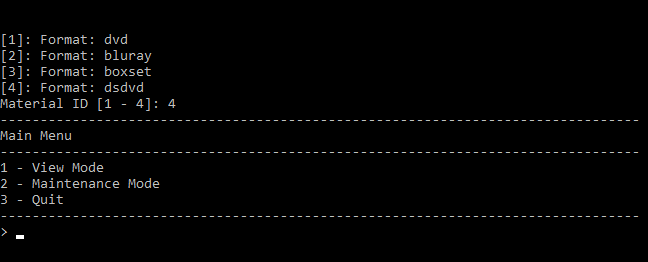 [1]: Format: dvd
[2]: Format: bluray
[3]: Format: boxset
[4]: Format: dsdvd
Material ID [1 - 4]: 4
--------------------------------------------------------------------------------
Main Menu
--------------------------------------------------------------------------------
1 - View Mode
2 - Maintenance Mode
3 - Quit
--------------------------------------------------------------------------------
> _